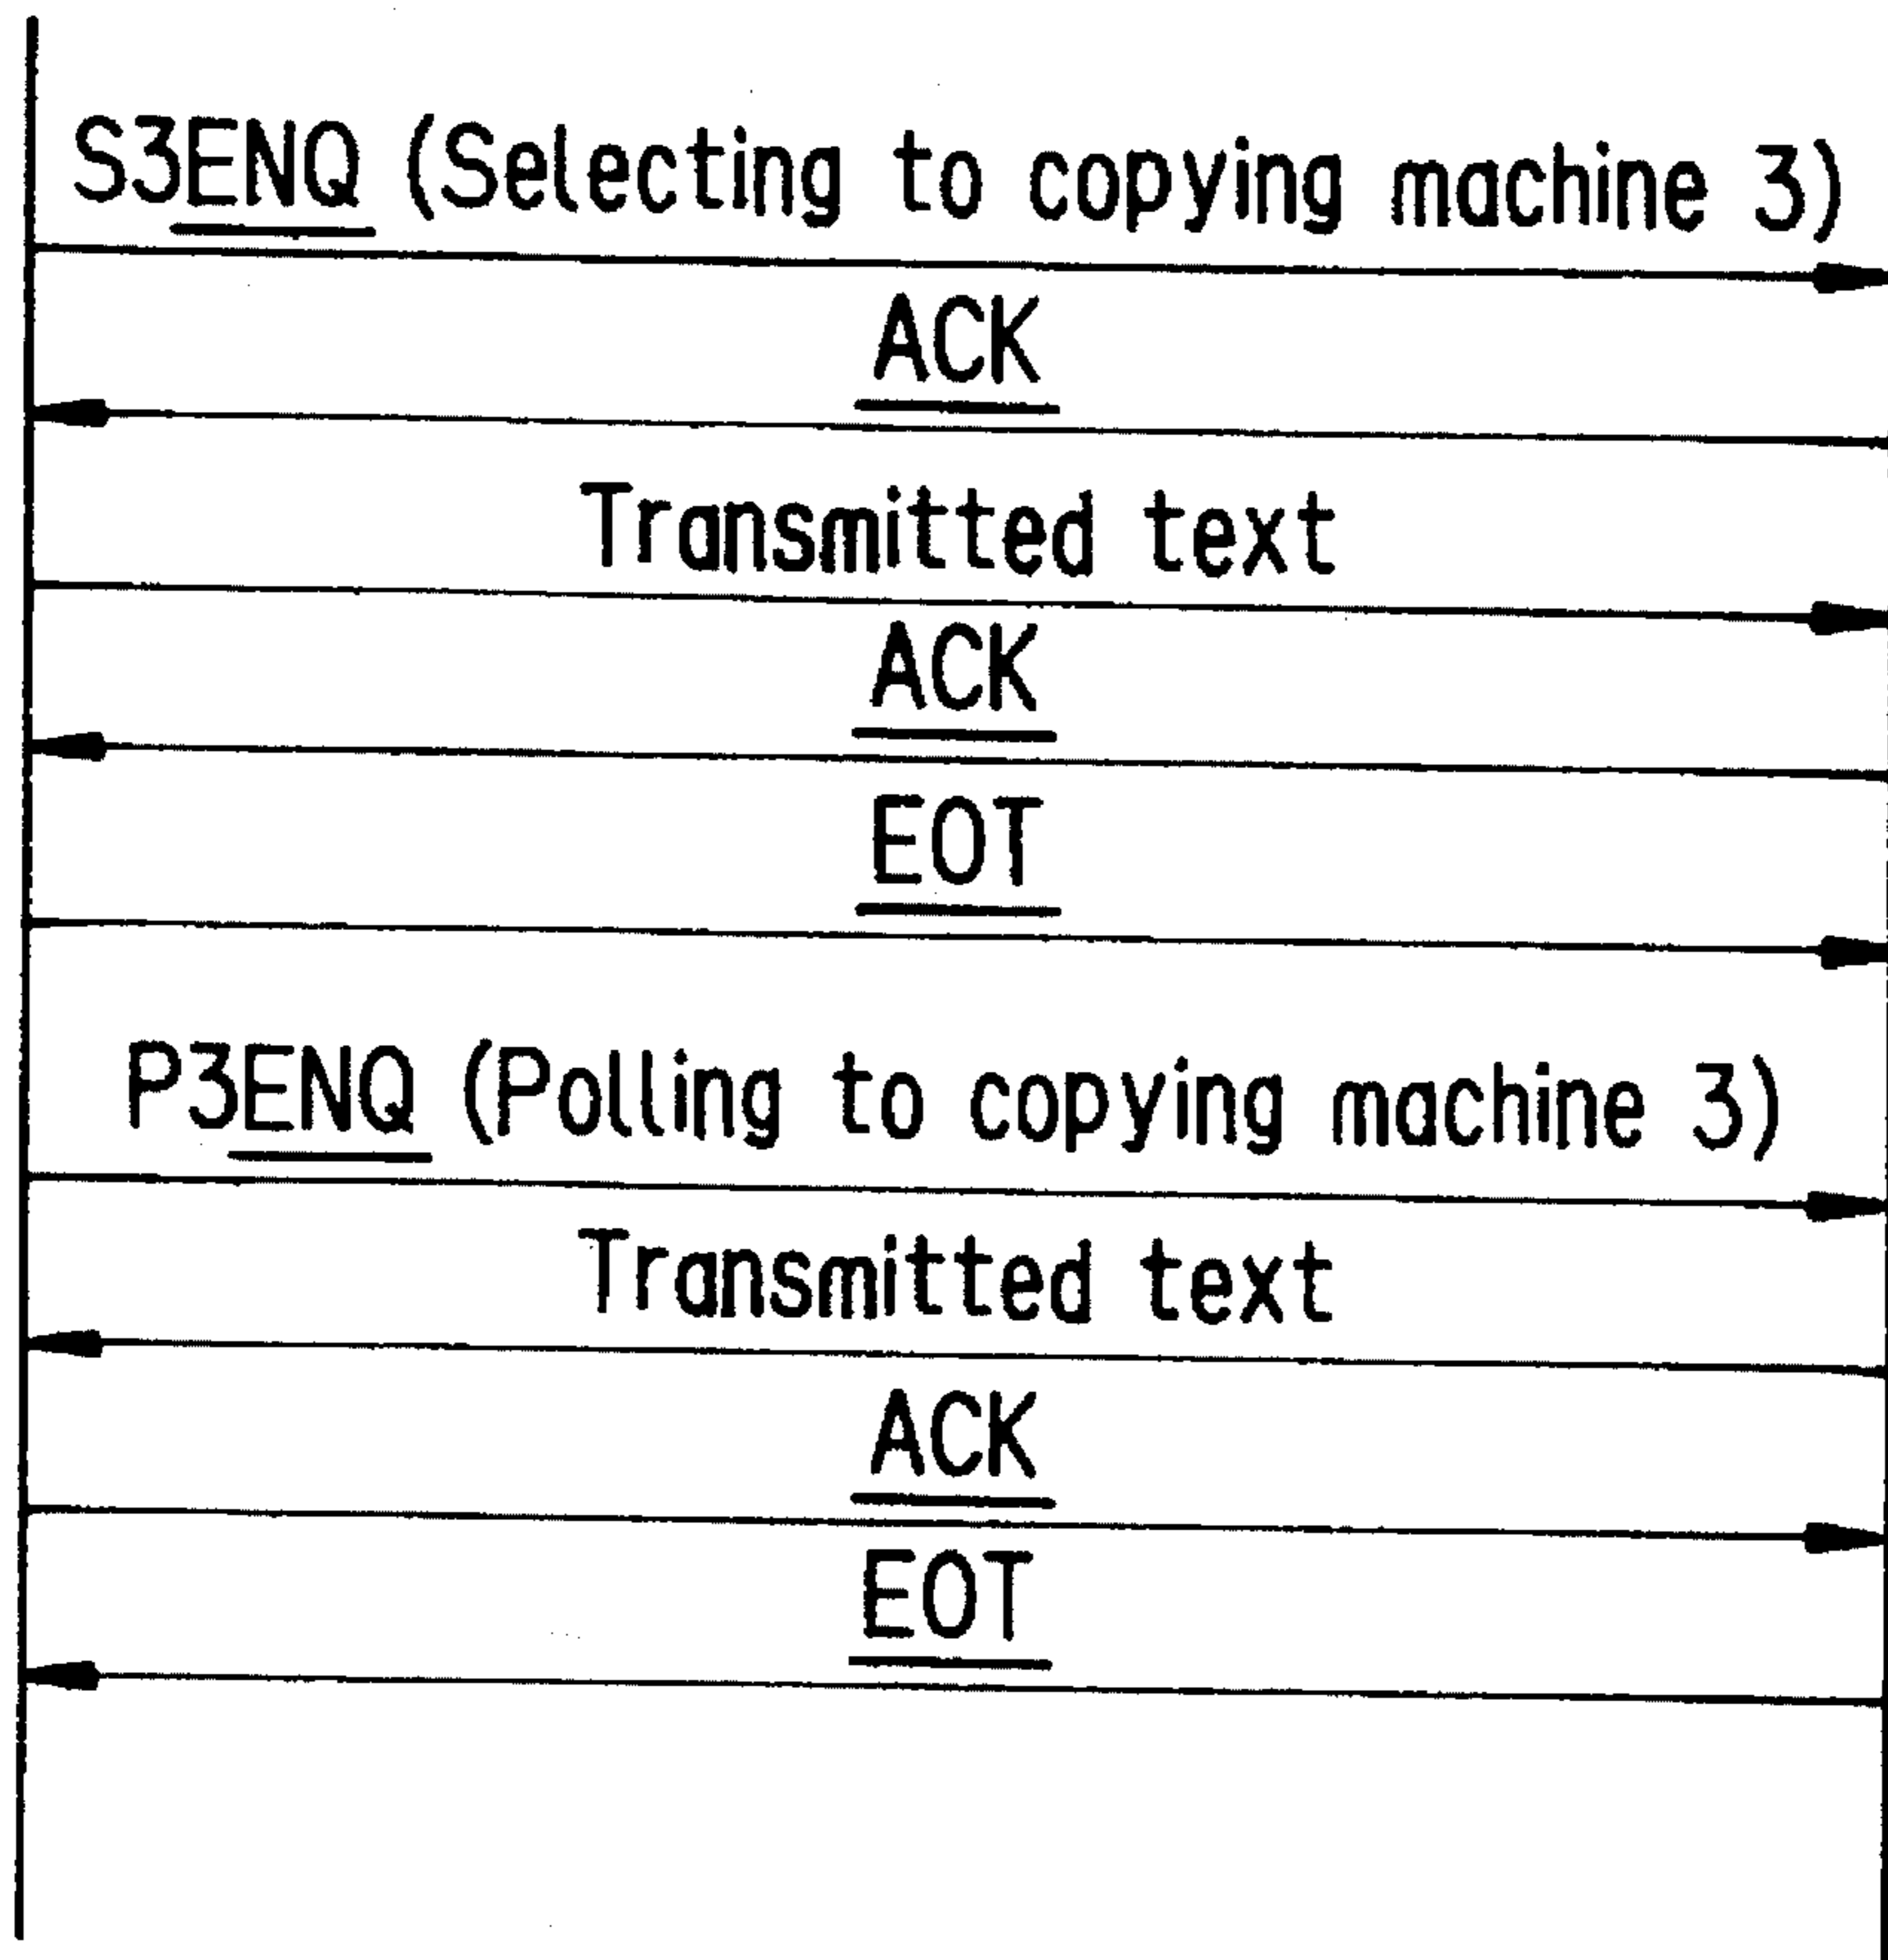 S3ENQ (Selecting to copying machine 3)
ACK
Transmitted text
ACK
EOT
P3ENQ (Polling to copying machine 3)
Transmitted text
ACK
EOT